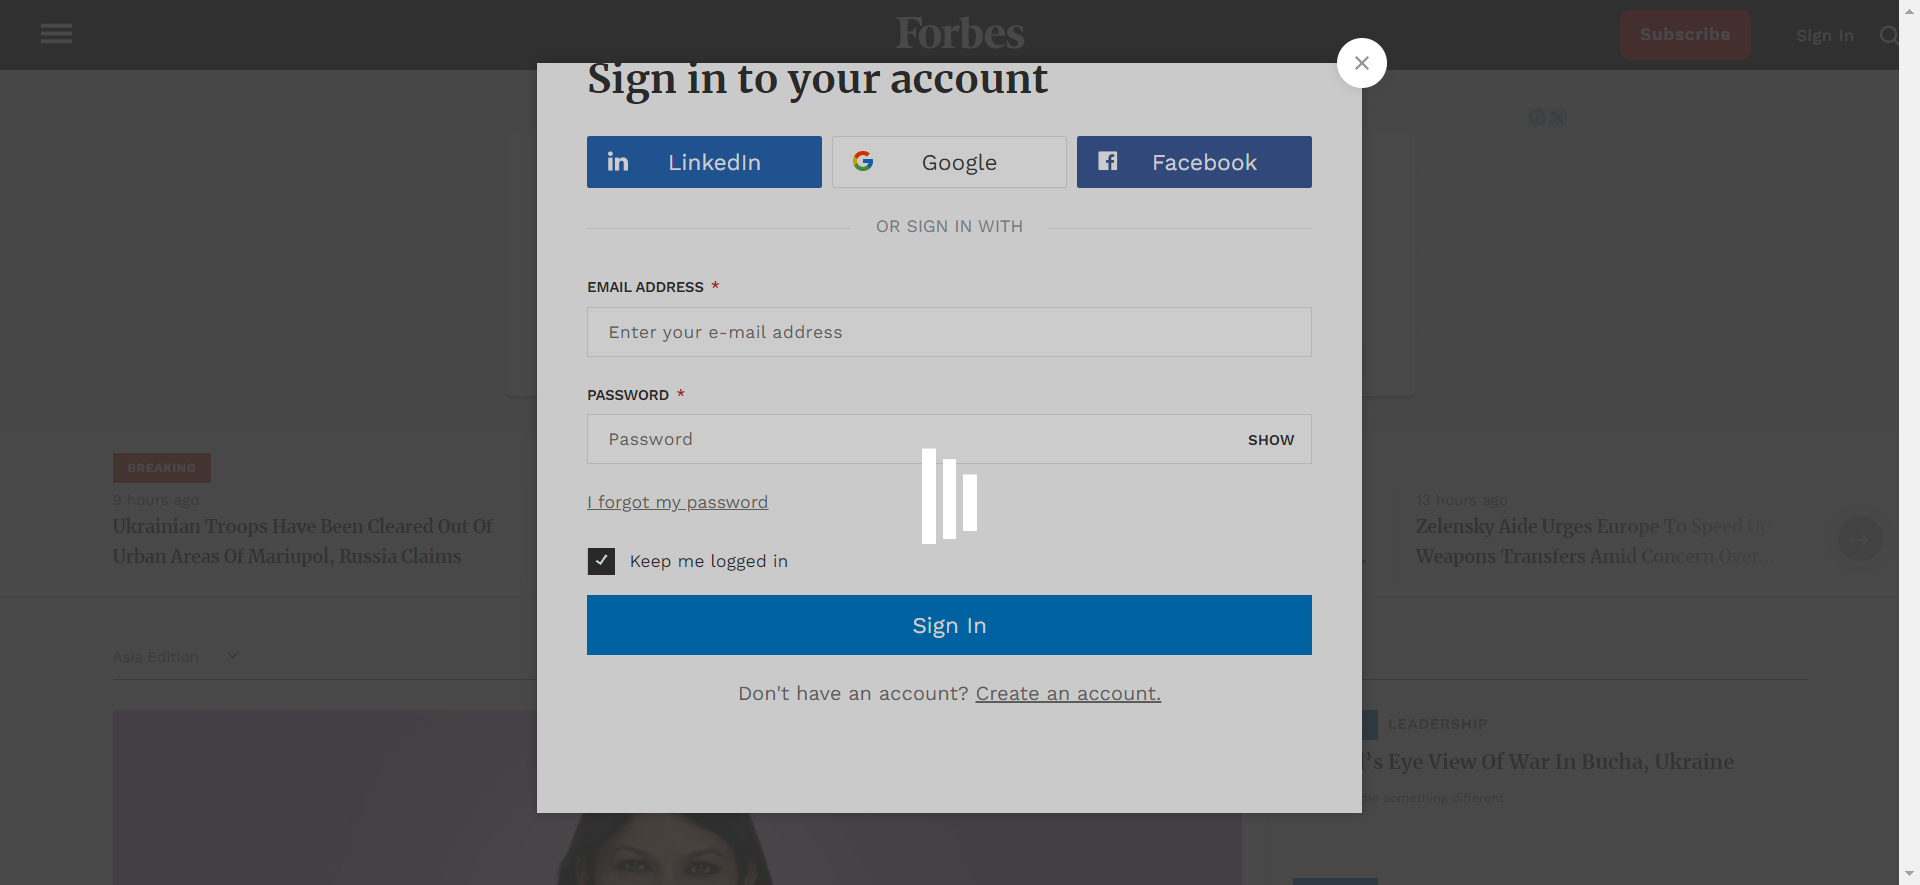 Forbes
Subscribe
Sign In
Sign in to your account
LinkedIn
Google
Facebook
OR SIGN IN WITH
EMAIL ADDRESS *
Enter your e-mail address
PASSWORD *
Password
SHOW
I forgot my password
Keep me logged in
Sign In
Don't have an account? Create an account.
BREAKING
9 hours ago
Ukrainian Troops Have Been Cleared Out Of
Urban Areas Of Mariupol, Russia Claims
13 hours ago
Zelensky Aide Urges Europe To Speed Up
Weapons Transfers Amid Concern Over...
Asia Edition
LEADERSHIP
's Eye View Of War In Bucha, Ukraine
something different